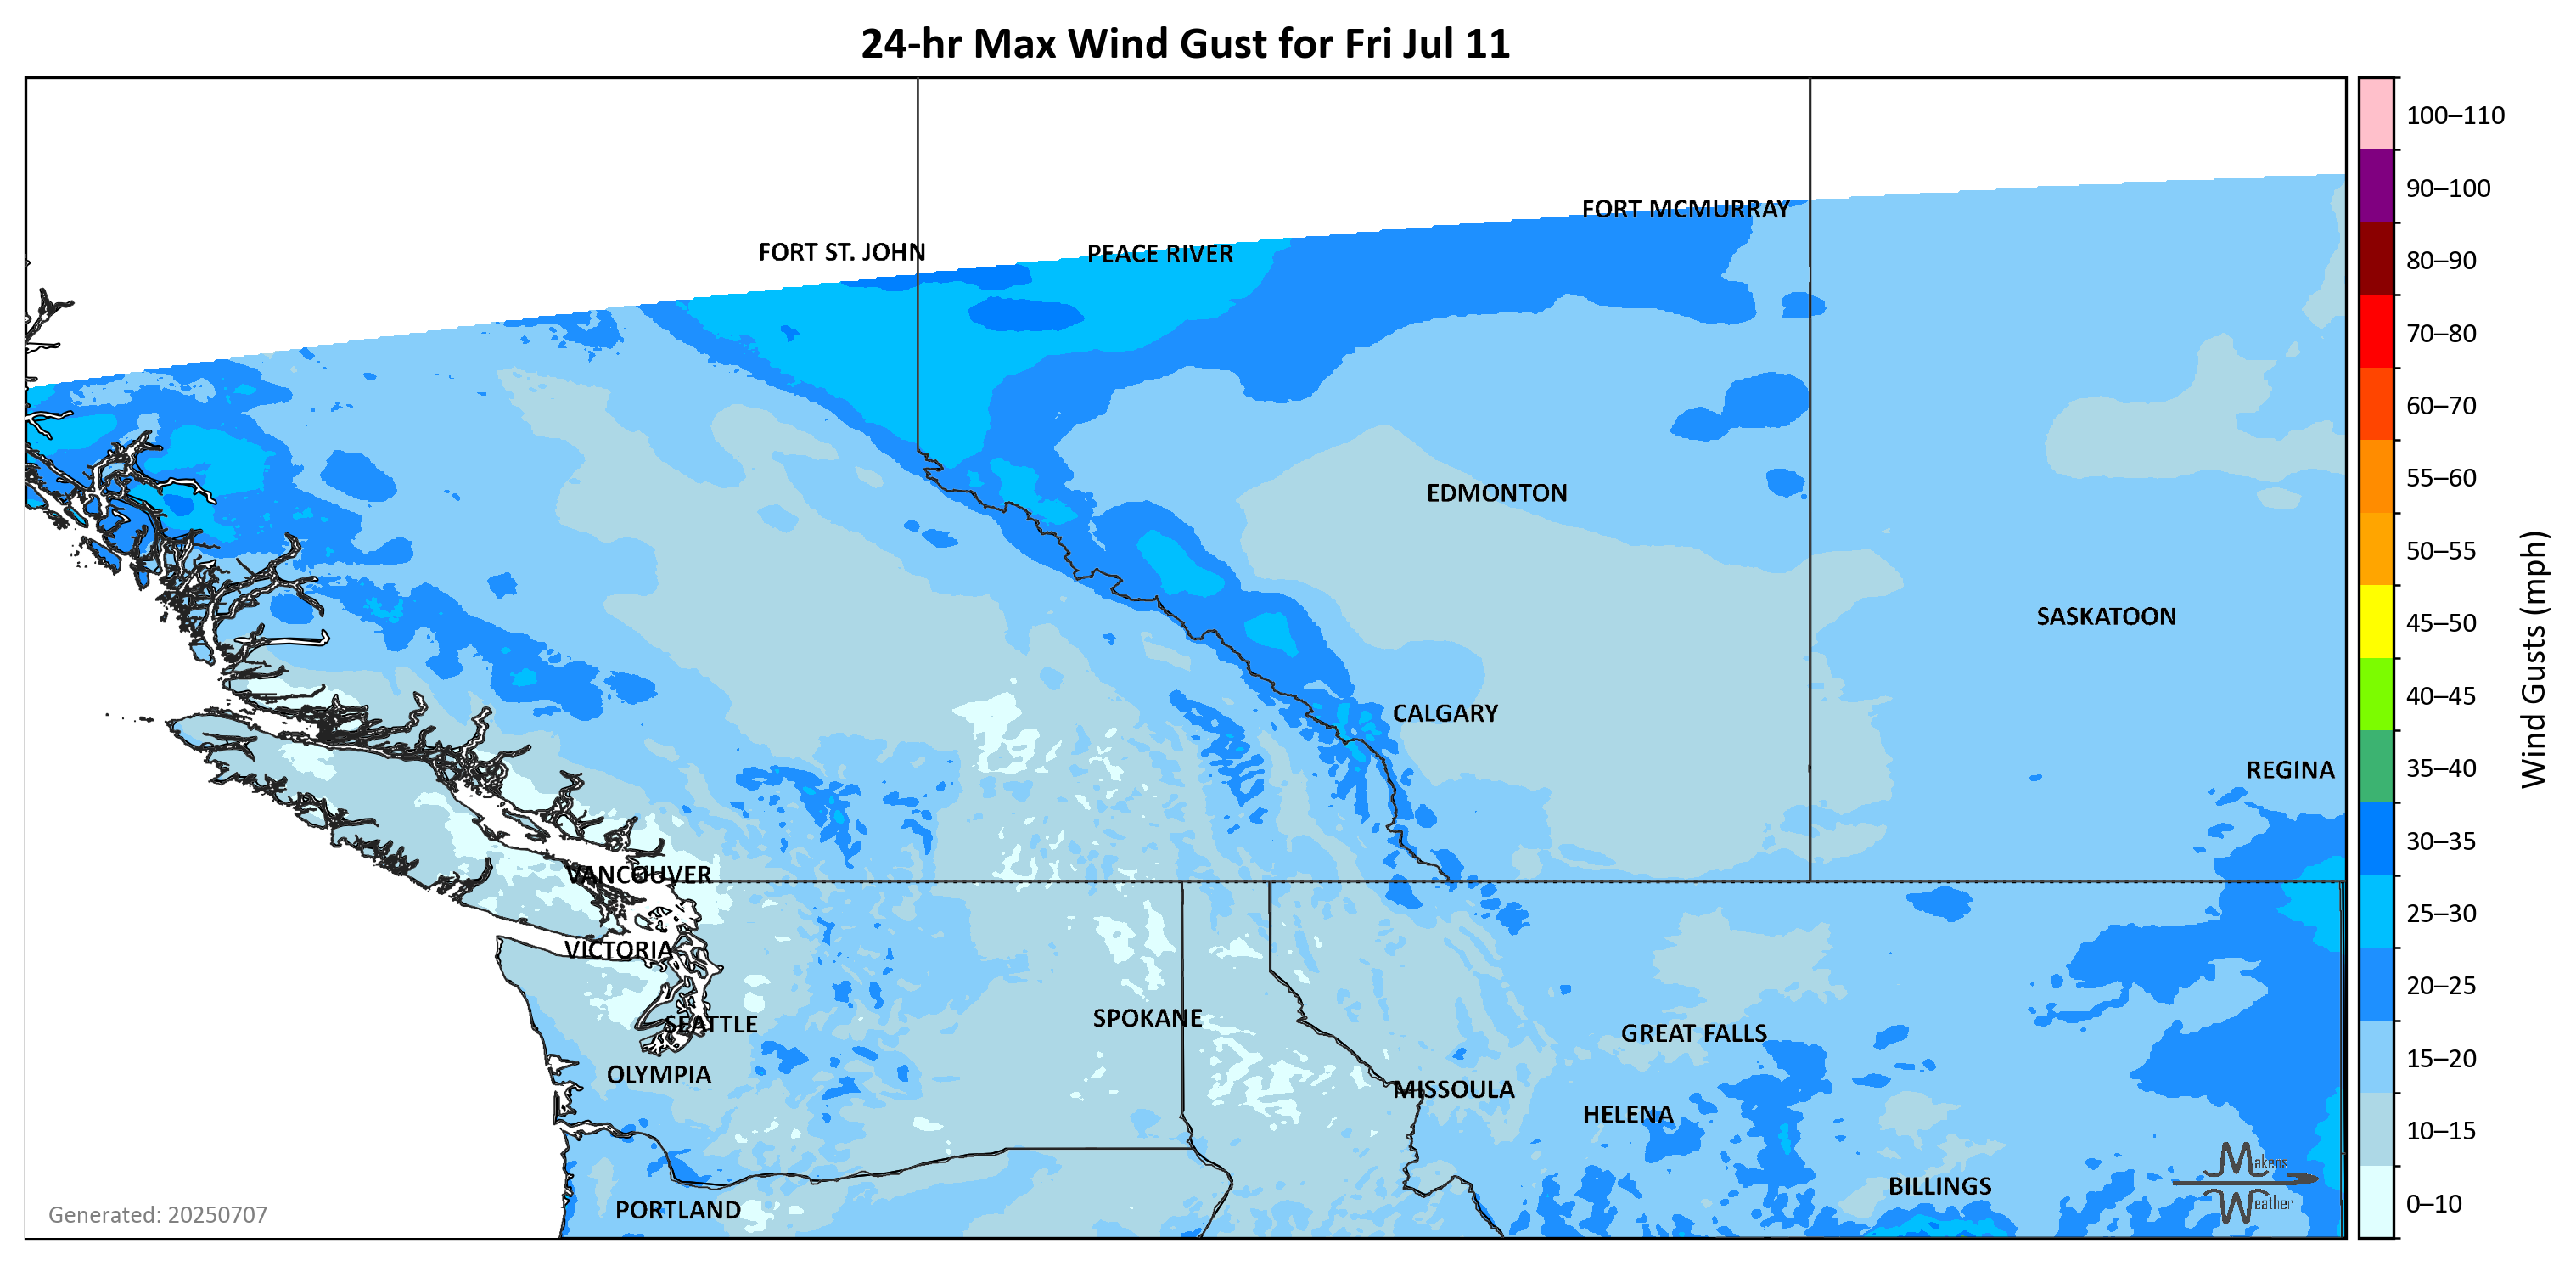 24-hr Max Wind Gust for Fri Jul 11
100–110
90–100
80–90
70–80
60–70
55–60
50–55
45–50
40–45
35–40
30–35
25–30
20–25
15–20
10–15
0–10
Wind Gusts (mph)
FORT MCMURRAY
FORT ST. JOHN
PEACE RIVER
EDMONTON
SASKATOON
CALGARY
REGINA
VANCOUVER
VICTORIA
SEATTLE
SPOKANE
GREAT FALLS
OLYMPIA
MISSOULA
HELENA
BILLINGS
PORTLAND
Makens
Weather
Generated: 20250707